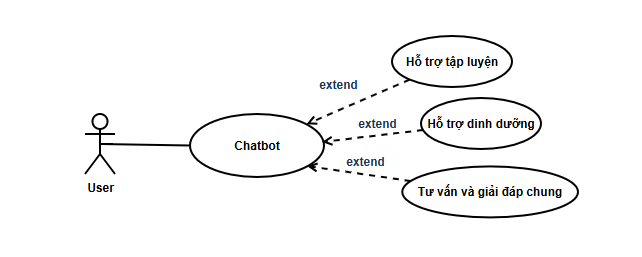 Hỗ trợ tập luyện
extend
extend
Hỗ trợ dinh dưỡng
Chatbot
extend
User
Tư vấn và giải đáp chung